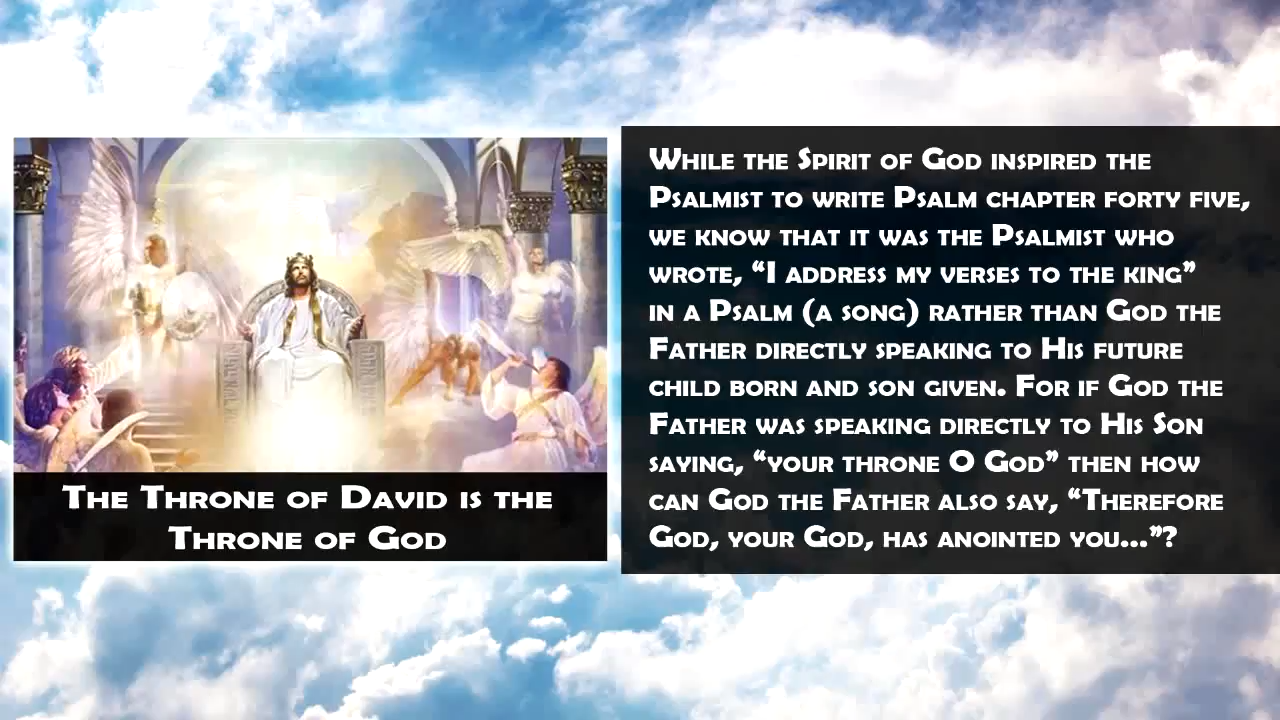 The Throne of David is the
Throne of God
While the Spirit of God inspired the
Psalmist to write Psalm chapter forty five,
we know that it was the Psalmist who
wrote, “I address my verses to the king”
in a Psalm (a song) rather than God the
Father directly speaking to His future
child born and son given. For if God the
Father was speaking directly to His Son
saying, “your throne O God” then how
can God the Father also say, “Therefore
God, your God, has anointed you...”?